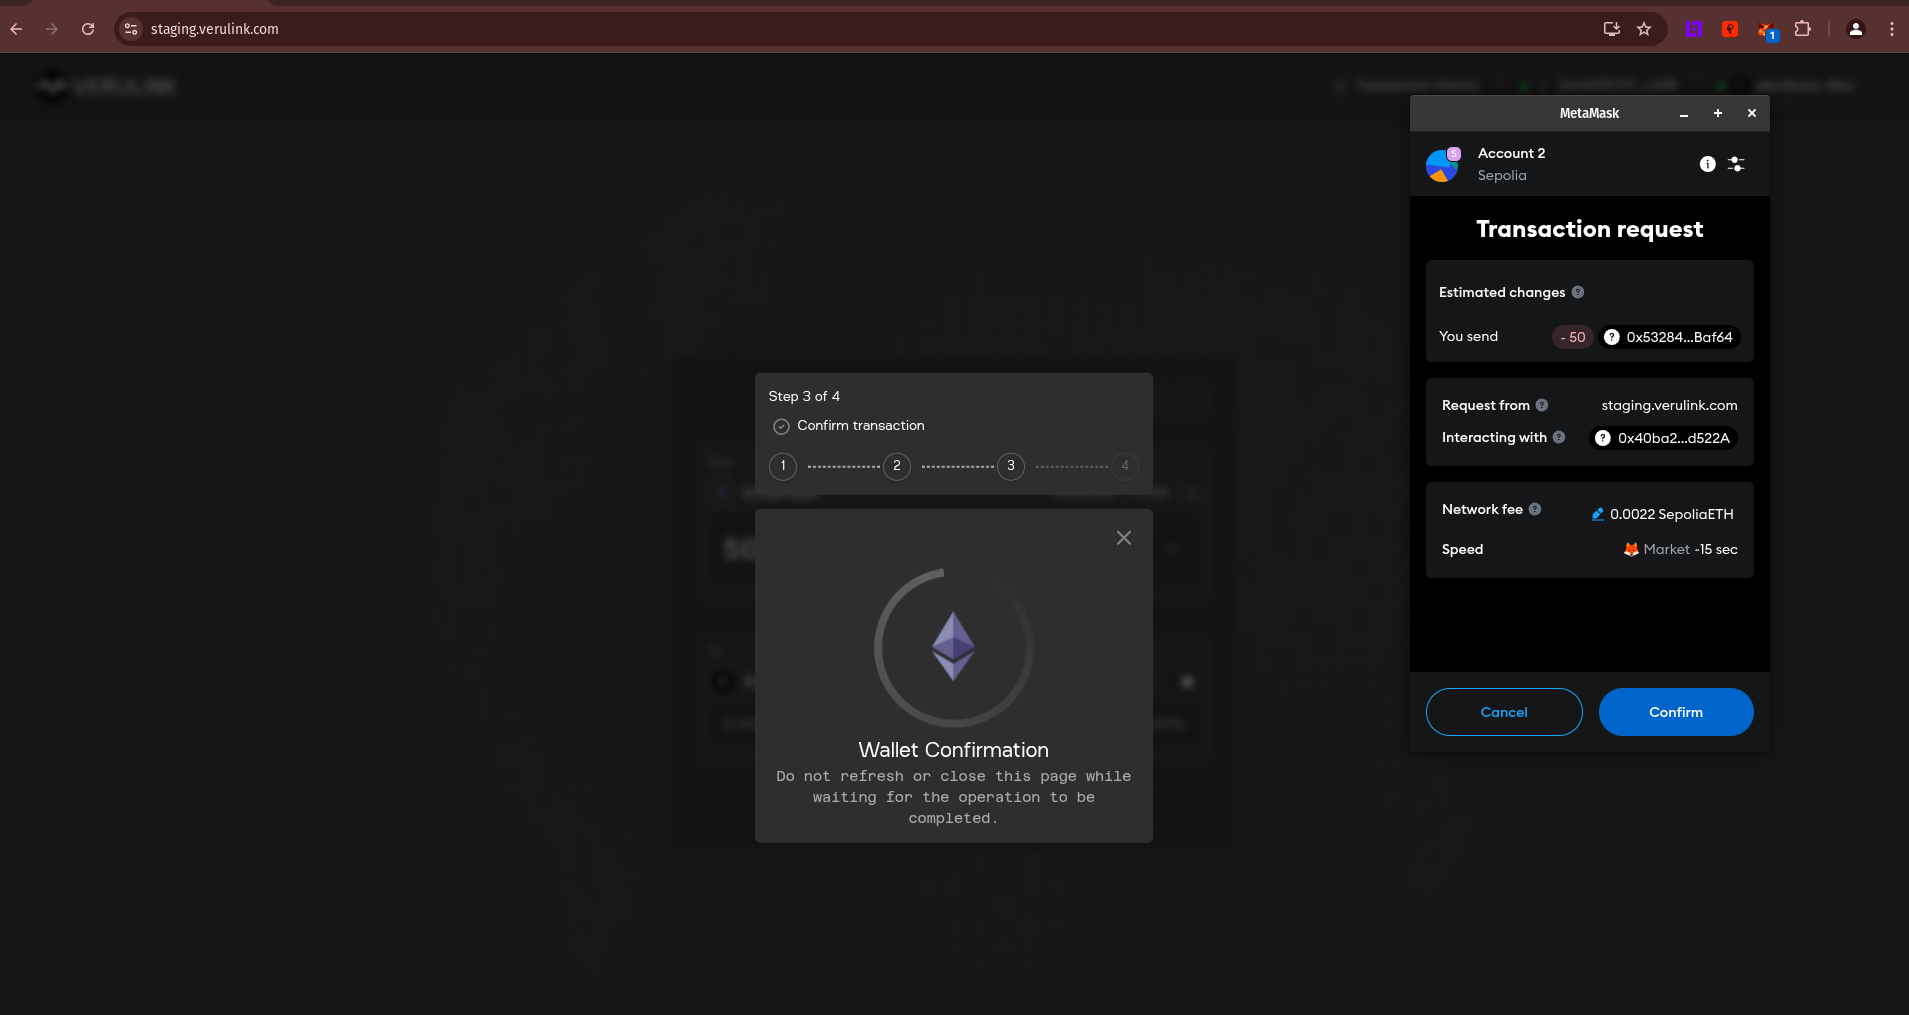 staging.verulink.com
1
VERULINK
MetaMask
S
Account 2
Sepolia
Transaction request
Estimated changes
You send
- 50
0x53284...Baf64
Request from
staging.verulink.com
Interacting with
0x40ba2...d522A
Network fee
0.0022 SepoliaETH
Speed
Market ~15 sec
Cancel
Confirm
Step 3 of 4
Confirm transaction
1
2
3
4
50
Wallet Confirmation
Do not refresh or close this page while
waiting for the operation to be
completed.